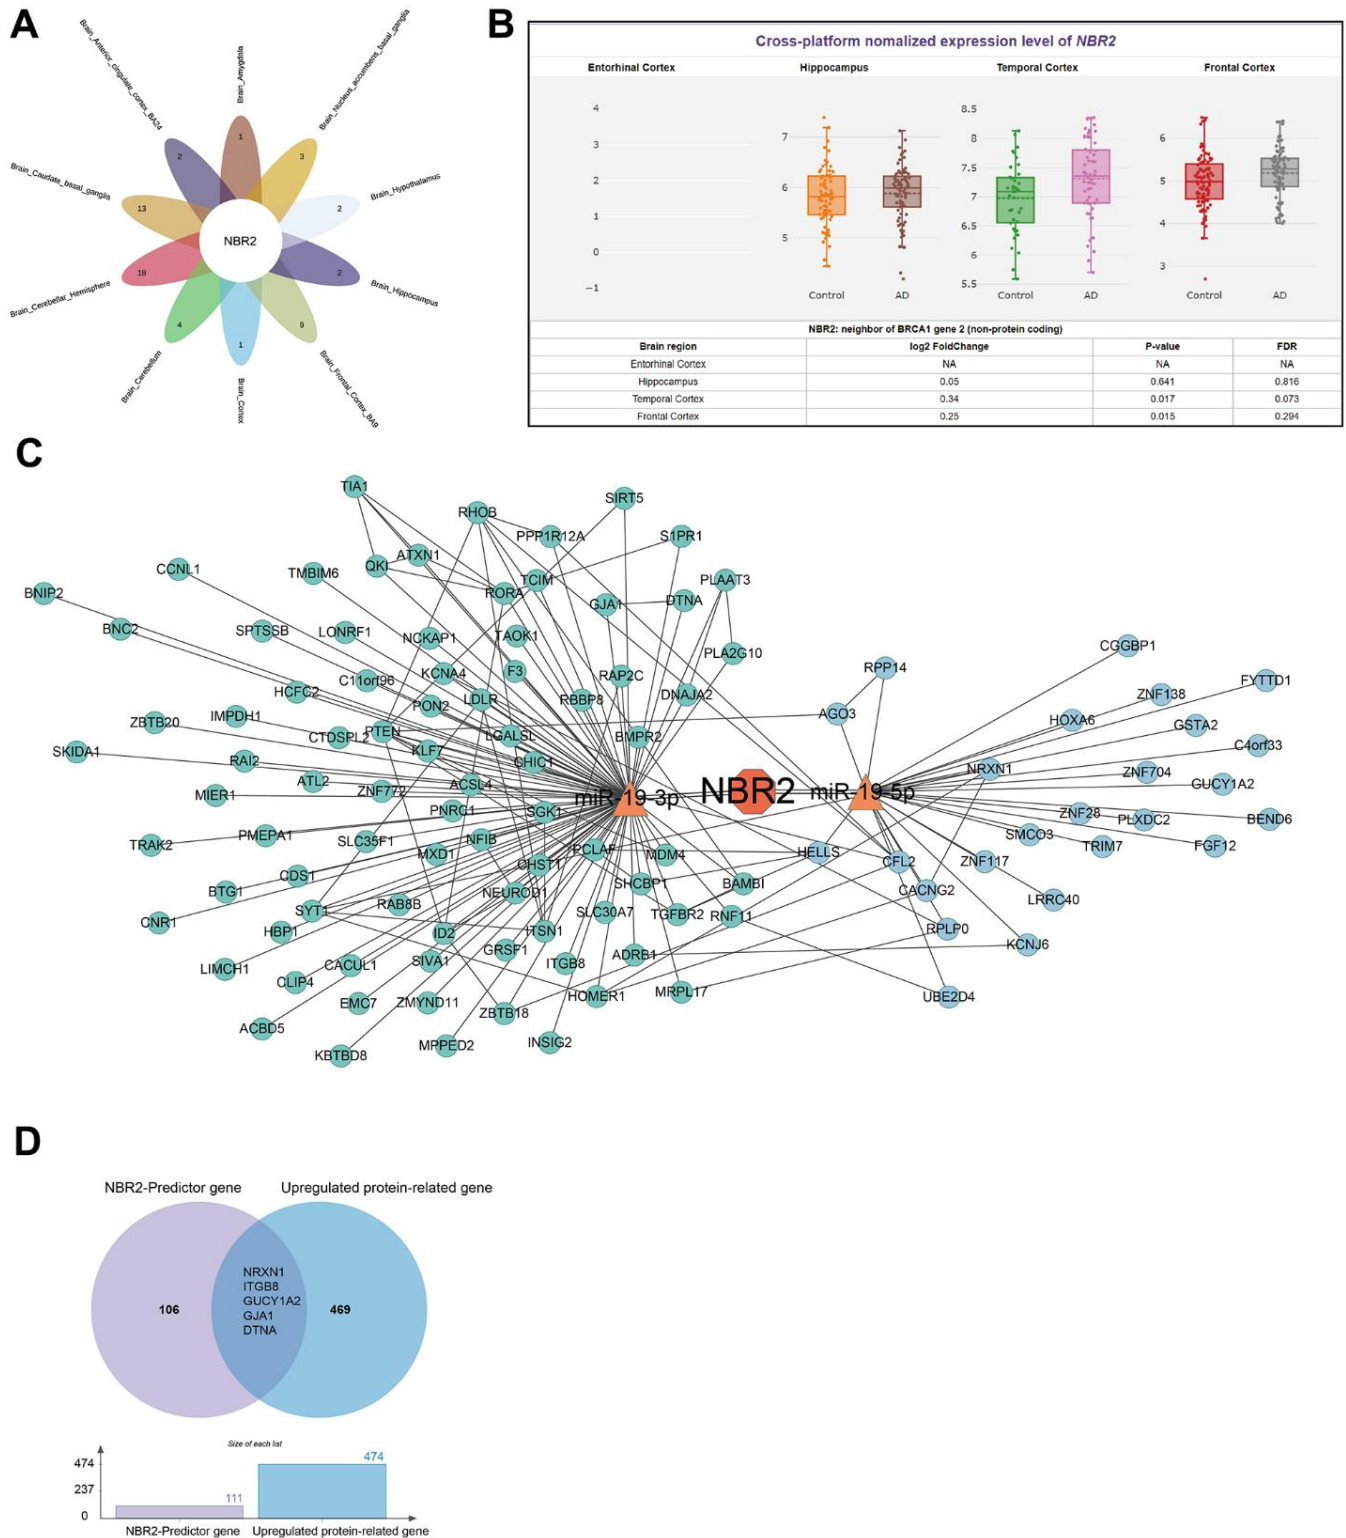 A
Brain_Anterior_cingulate_cortex_BA24
Brain_Amygdala
Brain_Nucleus_accumbens_basal_ganglia
Brain_Caudate_basal_ganglia
Brain_Hypothalamus
Brain_Cerebellar_Hemisphere
Brain_Hippocampus
Brain_Cerebellum
Brain_Cortex
Brain_Frontal_Cortex_BA9
1
2
3
13
2
NBR2
18
2
4
9
1
B
Cross-platform nomalized expression level of NBR2
Entorhinal Cortex Hippocampus Temporal Cortex Frontal Cortex
4
3
2
1
0
−1
7
6
5
Control AD
8.5
8
7.5
7
6.5
6
5.5
Control AD
6
5
4
3
Control AD
NBR2: neighbor of BRCA1 gene 2 (non-protein coding)
Brain region log2 FoldChange P-value FDR
Entorhinal Cortex NA NA NA
Hippocampus 0.05 0.641 0.816
Temporal Cortex 0.34 0.017 0.073
Frontal Cortex 0.25 0.015 0.294
C
TIA1
SIRT5
RHOB
PPP1R12A
S1PR1
ATXN1
QKI
CCNL1
TMBIM6
TCIM
PLAAT3
BNIP2
RORA
GJA1
DTNA
BNC2
SPTSSB
LONRF1
NCKAP1
TAOK1
PLA2G10
CGGBP1
RPP14
F3
KCNA4
RAP2C
C11orf96
HCFC2
LDLR
RBBP8
DNAJA2
PON2
FYTTD1
ZNF138
AGO3
HOXA6
GSTA2
ZBTB20
IMPDH1
CTDSPL2
PTEN
LGALSL
BMPR2
C4orf33
SKIDA1
RAI2
KLF7
CHIC1
NRXN1
ZNF704
GUCY1A2
ATL2
ZNF772
ACSL4
MIER1
miR-19-3p
NBR2
miR-19-5p
PNRC1
SGK1
ZNF28
PLXDC2
BEND6
TRAK2
PMEPA1
SLC35F1
NFIB
SMCO3
TRIM7
FGF12
MXD1
PCLAF
MDM4
HELLS
CFL2
ZNF117
CHST1
CDS1
BTG1
NEUROD1
SHCBP1
BAMBI
CACNG2
LRRC40
SYT1
RAB8B
SLC30A7
TGFBR2
RNF11
CNR1
HBP1
ID2
ITSN1
RPLP0
KCNJ6
GRSF1
ADRB1
LIMCH1
CACUL1
SIVA1
ITGB8
CLIP4
EMC7
ZMYND11
HOMER1
MRPL17
UBE2D4
ZBTB18
ACBD5
KBTBD8
MPPED2
INSIG2
D
NBR2-Predictor gene Upregulated protein-related gene
NRXN1
ITGB8
GUCY1A2
GJA1
DTNA
106
469
Size of each list
474
237
0
111
474
NBR2-Predictor gene Upregulated protein-related gene